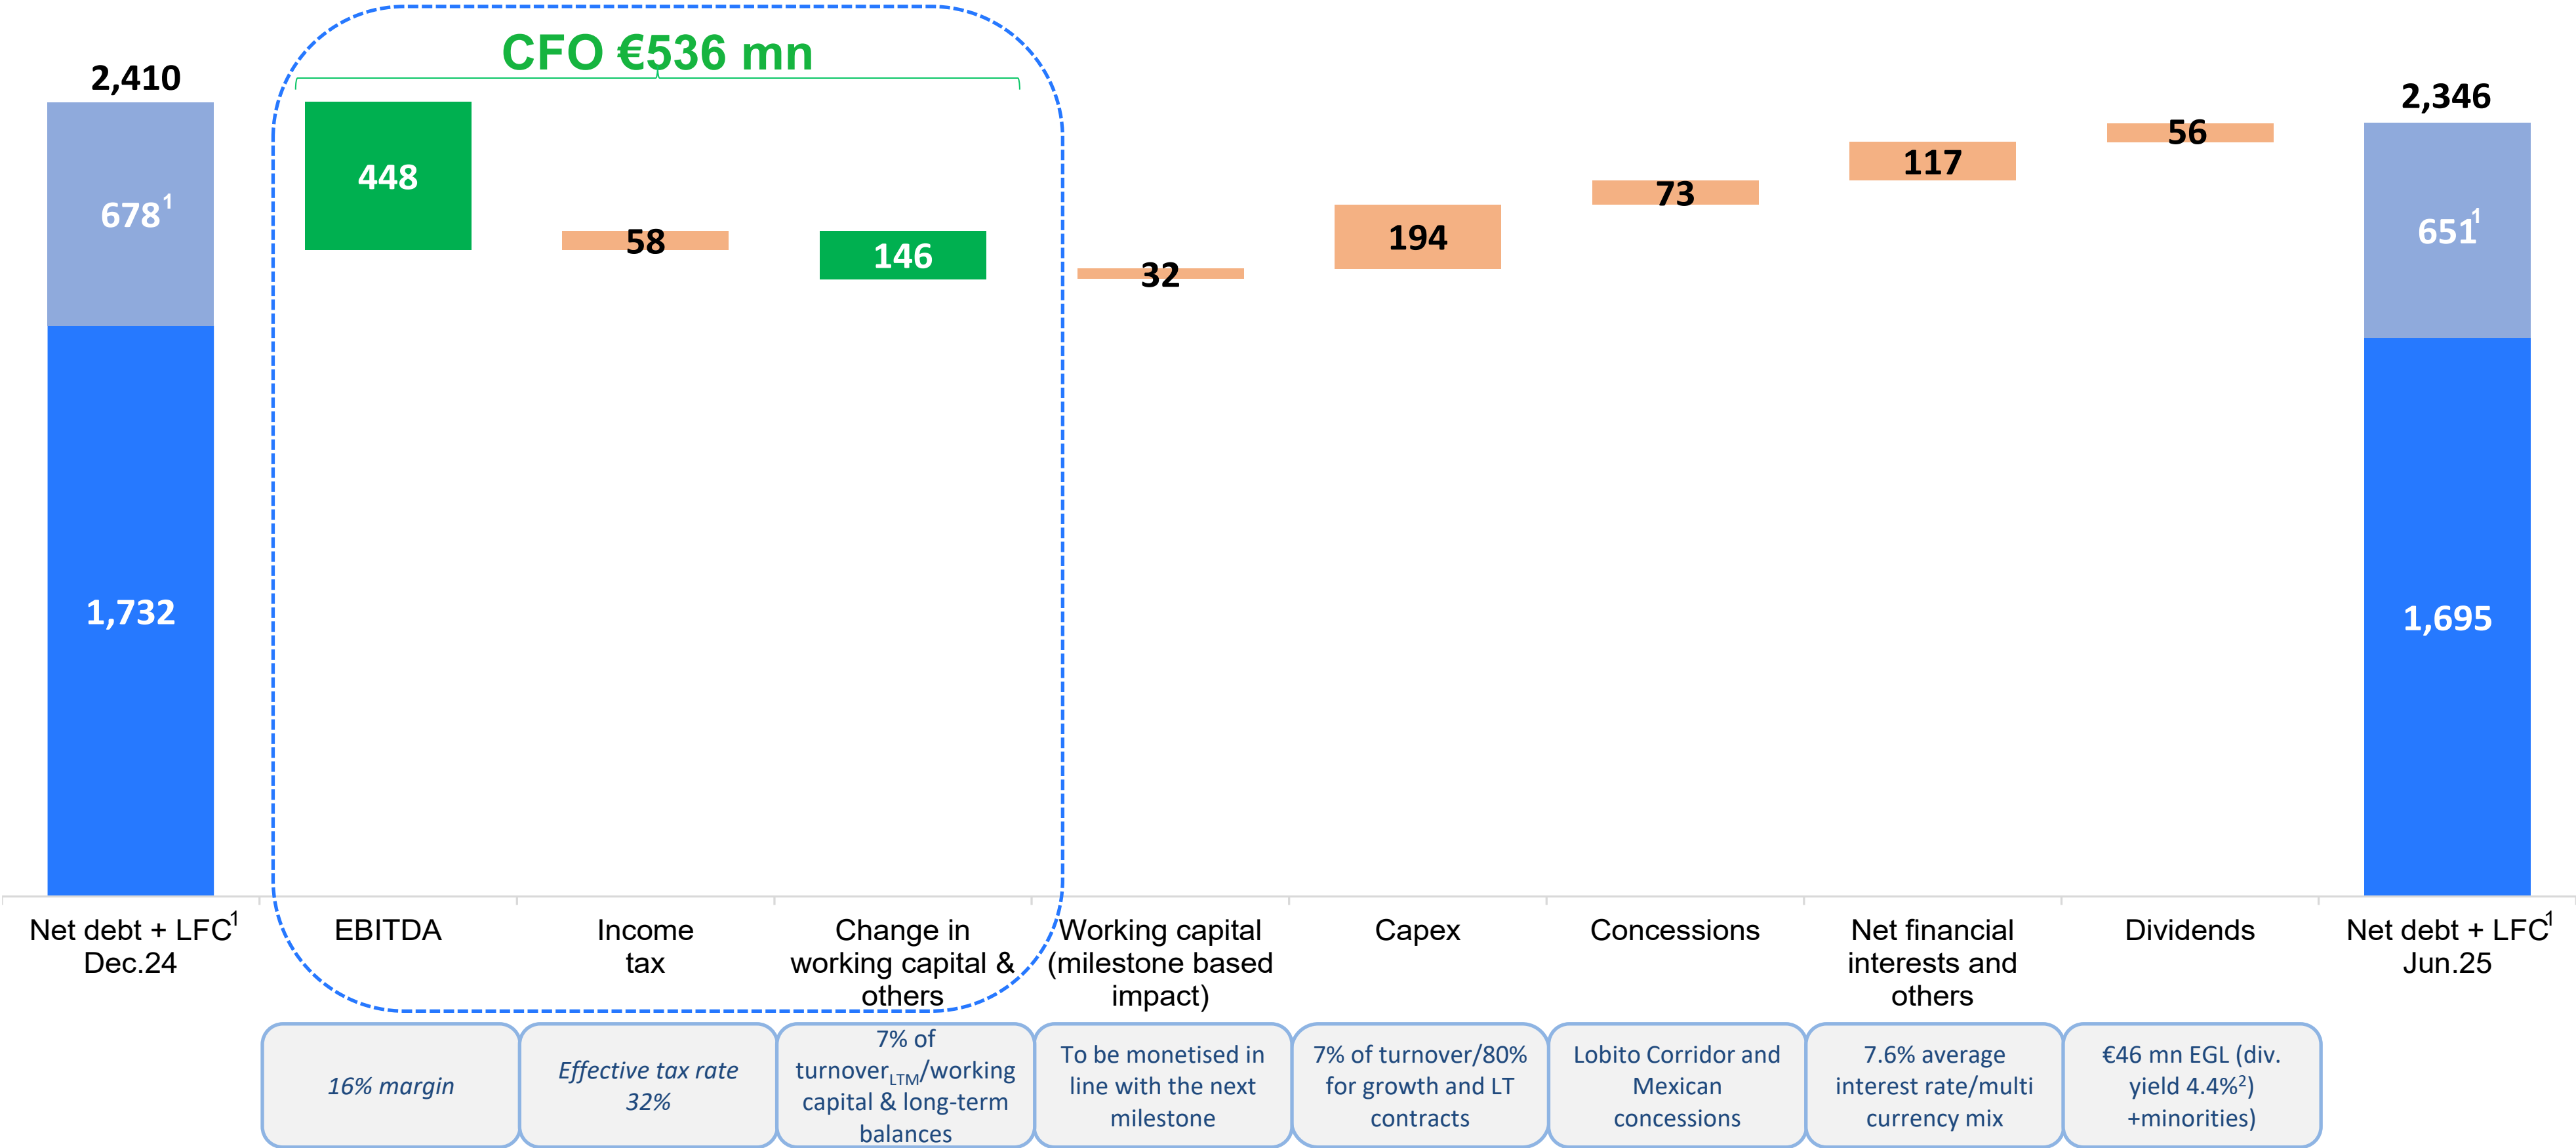 CFO €536 mn
2,410
678¹
1,732
448
58
146
32
194
73
117
56
2,346
651¹
1,695
Net debt + LFC¹
Dec.24
EBITDA
Income
tax
Change in
working capital &
others
Working capital
(milestone based
impact)
Capex
Concessions
Net financial
interests and
others
Dividends
Net debt + LFC¹
Jun.25
16% margin
Effective tax rate
32%
7% of
turnoverLTM/working
capital & long-term
balances
To be monetised in
line with the next
milestone
7% of turnover/80%
for growth and LT
contracts
Lobito Corridor and
Mexican
concessions
7.6% average
interest rate/multi
currency mix
€46 mn EGL (div.
yield 4.4%²)
+minorities)